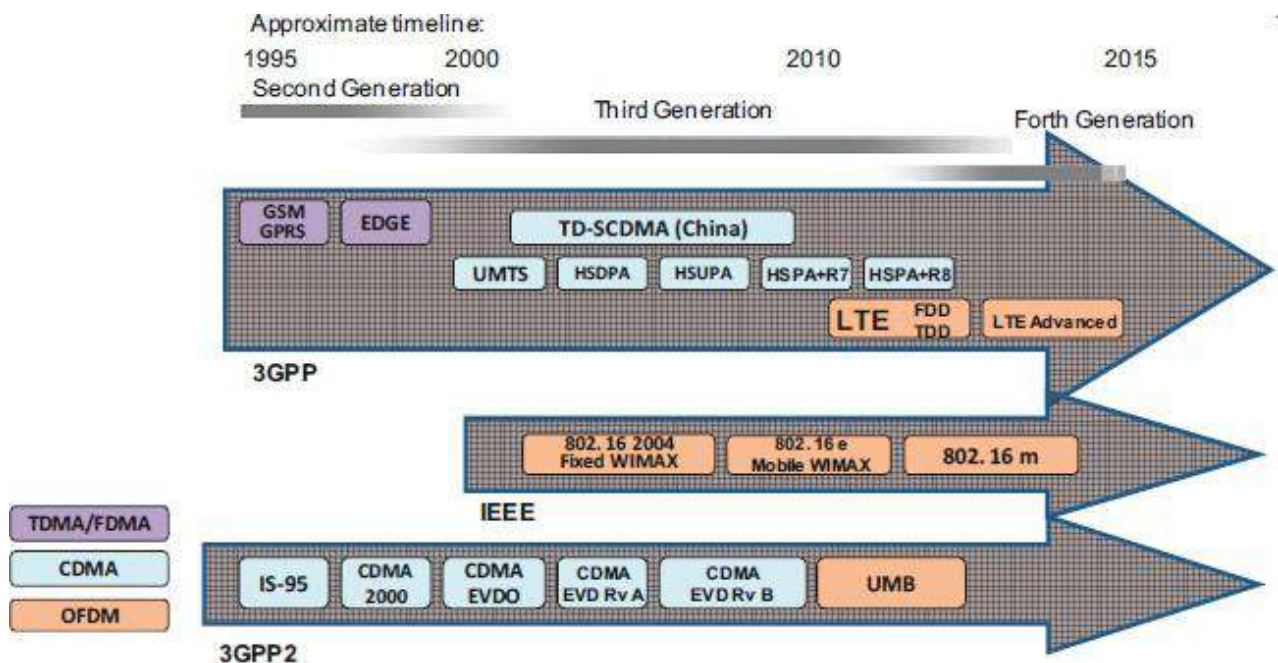 Approximate timeline:
1995 2000 2010 2015
Second Generation
Third Generation
Forth Generation
GSM
GPRS
EDGE
TD-SCDMA (China)
UMTS
HSDPA
HSUPA
HSPA+R7
HSPA+R8
LTE
FDD
TDD
LTE Advanced
3GPP
802. 16 2004
Fixed WIMAX
802. 16 e
Mobile WIMAX
802. 16 m
IEEE
TDMA/FDMA
CDMA
OFDM
IS-95
CDMA
2000
CDMA
EVDO
CDMA
EVD Rv A
CDMA
EVD Rv B
UMB
3GPP2